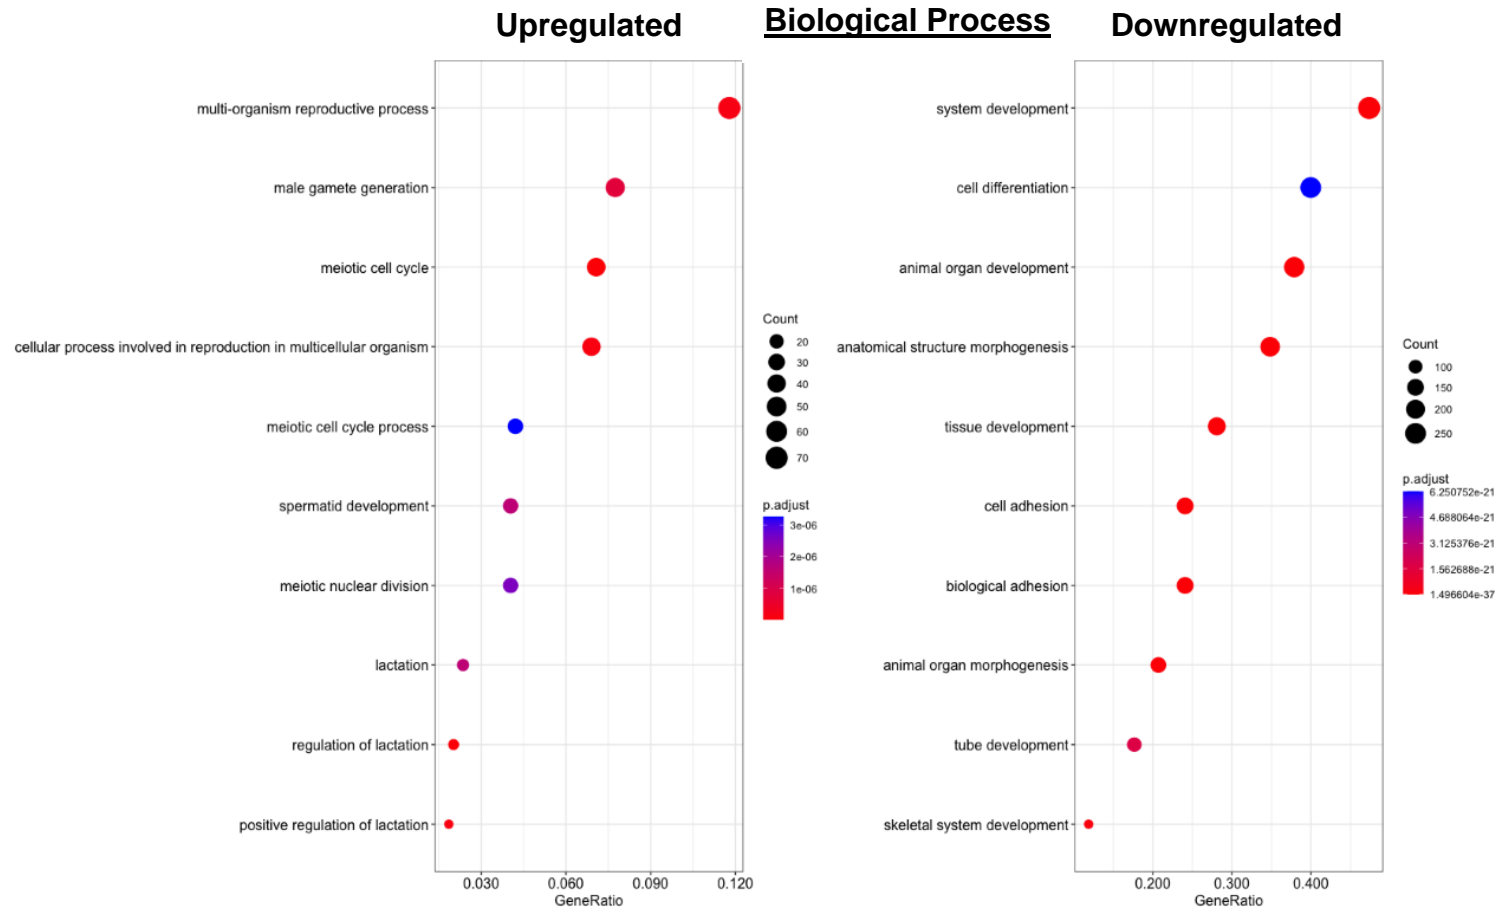 Upregulated
Biological Process
Downregulated
multi-organism reproductive process
male gamete generation
meiotic cell cycle
cellular process involved in reproduction in multicellular organism
meiotic cell cycle process
spermatid development
meiotic nuclear division
lactation
regulation of lactation
positive regulation of lactation
0.030 0.060 0.090 0.120
GeneRatio
Count
20
30
40
50
60
70
p.adjust
3e-06
2e-06
1e-06
system development
cell differentiation
animal organ development
anatomical structure morphogenesis
tissue development
cell adhesion
biological adhesion
animal organ morphogenesis
tube development
skeletal system development
0.200 0.300 0.400
GeneRatio
Count
100
150
200
250
p.adjust
6.250752e-21
4.688064e-21
3.125376e-21
1.562688e-21
1.496604e-37